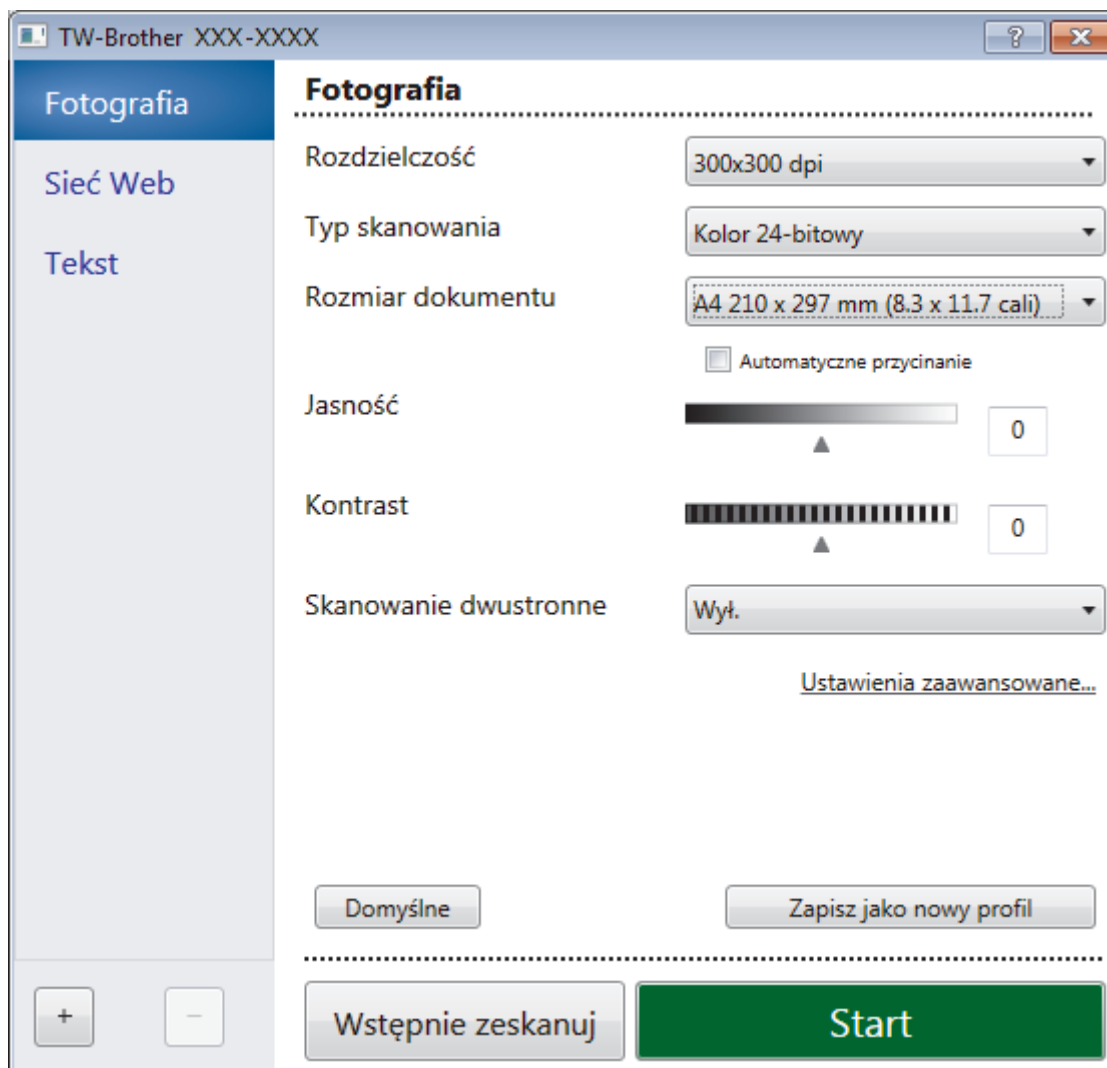 TW-Brother XXX-XXXX
?
Fotografia
Sieć Web
Tekst
Fotografia
Rozdzielczość
300x300 dpi
Typ skanowania
Kolor 24-bitowy
Rozmiar dokumentu
A4 210 x 297 mm (8.3 x 11.7 cali)
Automatyczne przycinanie
Jasność
0
Kontrast
0
Skanowanie dwustronne
Wył.
Ustawienia zaawansowane...
Domyślne
Zapisz jako nowy profil
+
−
Wstępnie zeskanuj
Start